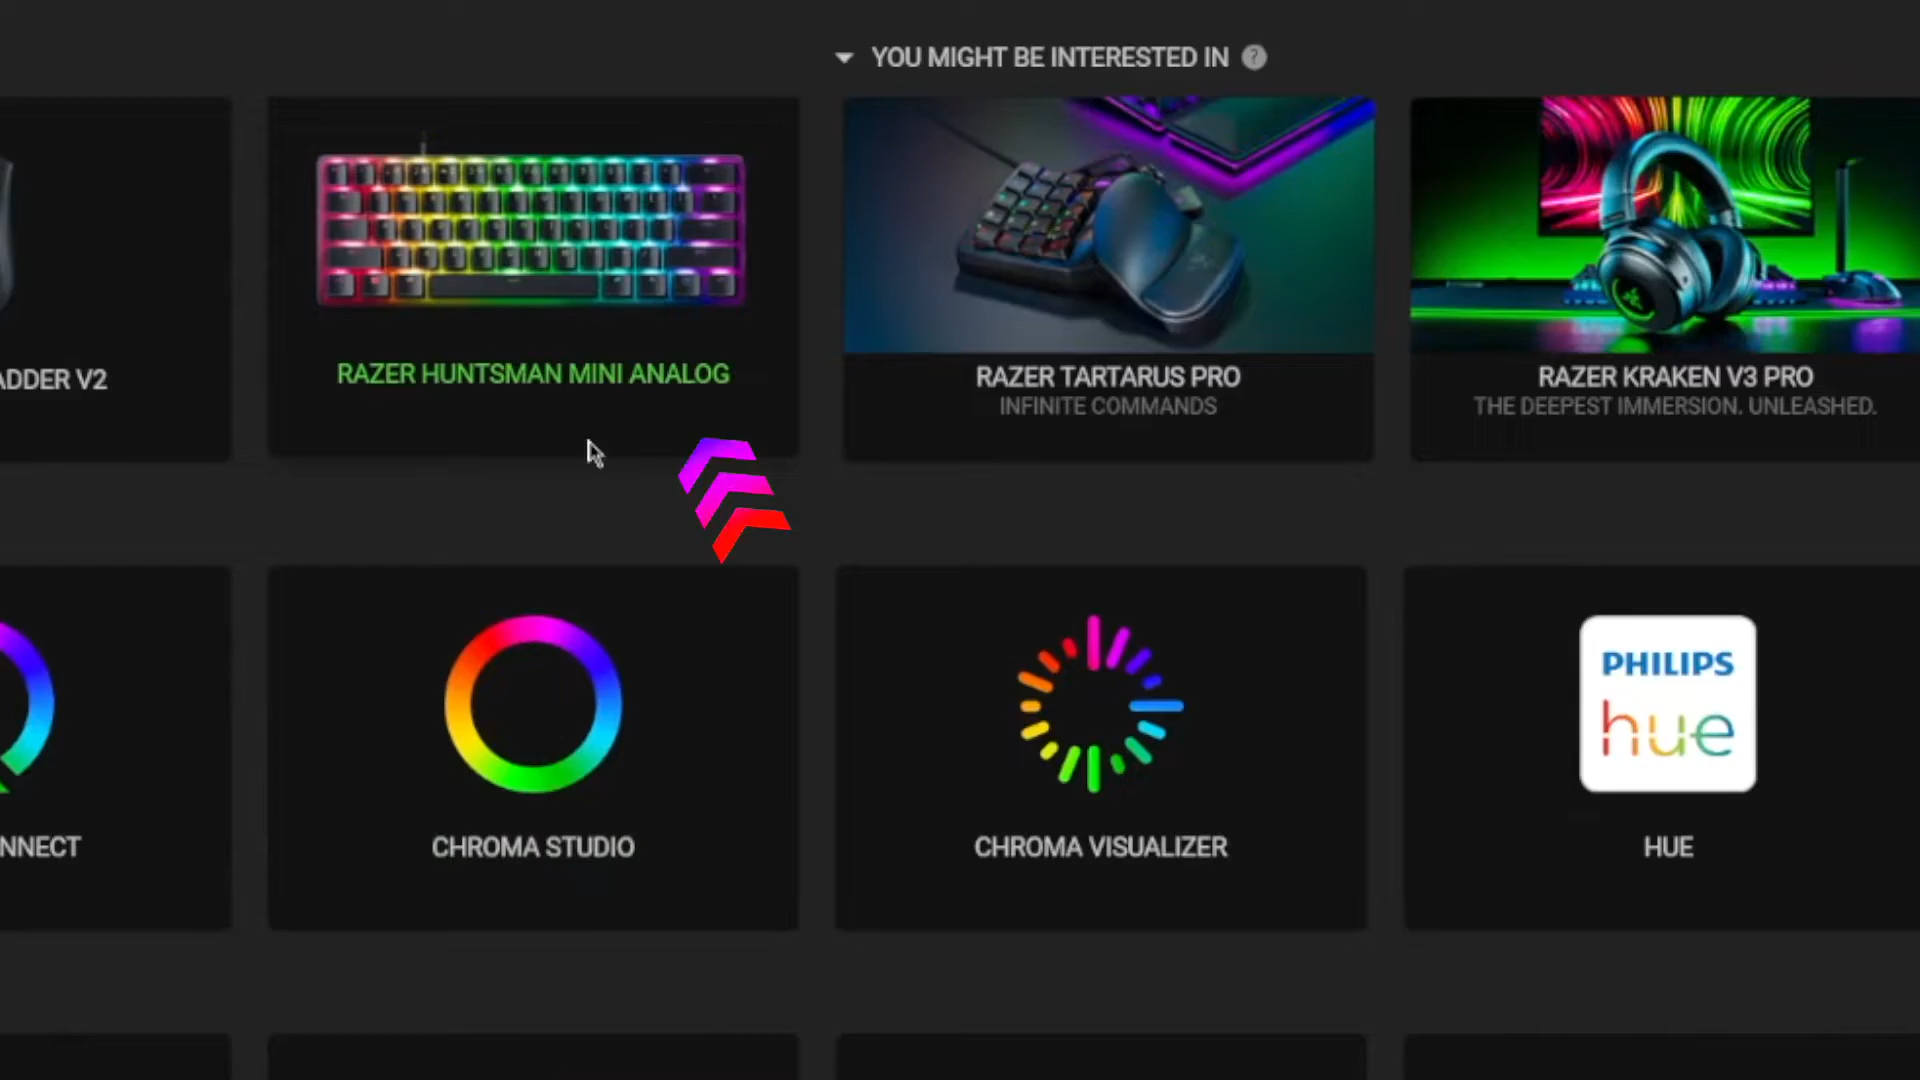 YOU MIGHT BE INTERESTED IN ?
ADDER V2
RAZER HUNTSMAN MINI ANALOG
RAZER TARTARUS PRO
INFINITE COMMANDS
RAZER KRAKEN V3 PRO
THE DEEPEST IMMERSION. UNLEASHED.
PHILIPS
hue
NNECT
CHROMA STUDIO
CHROMA VISUALIZER
HUE